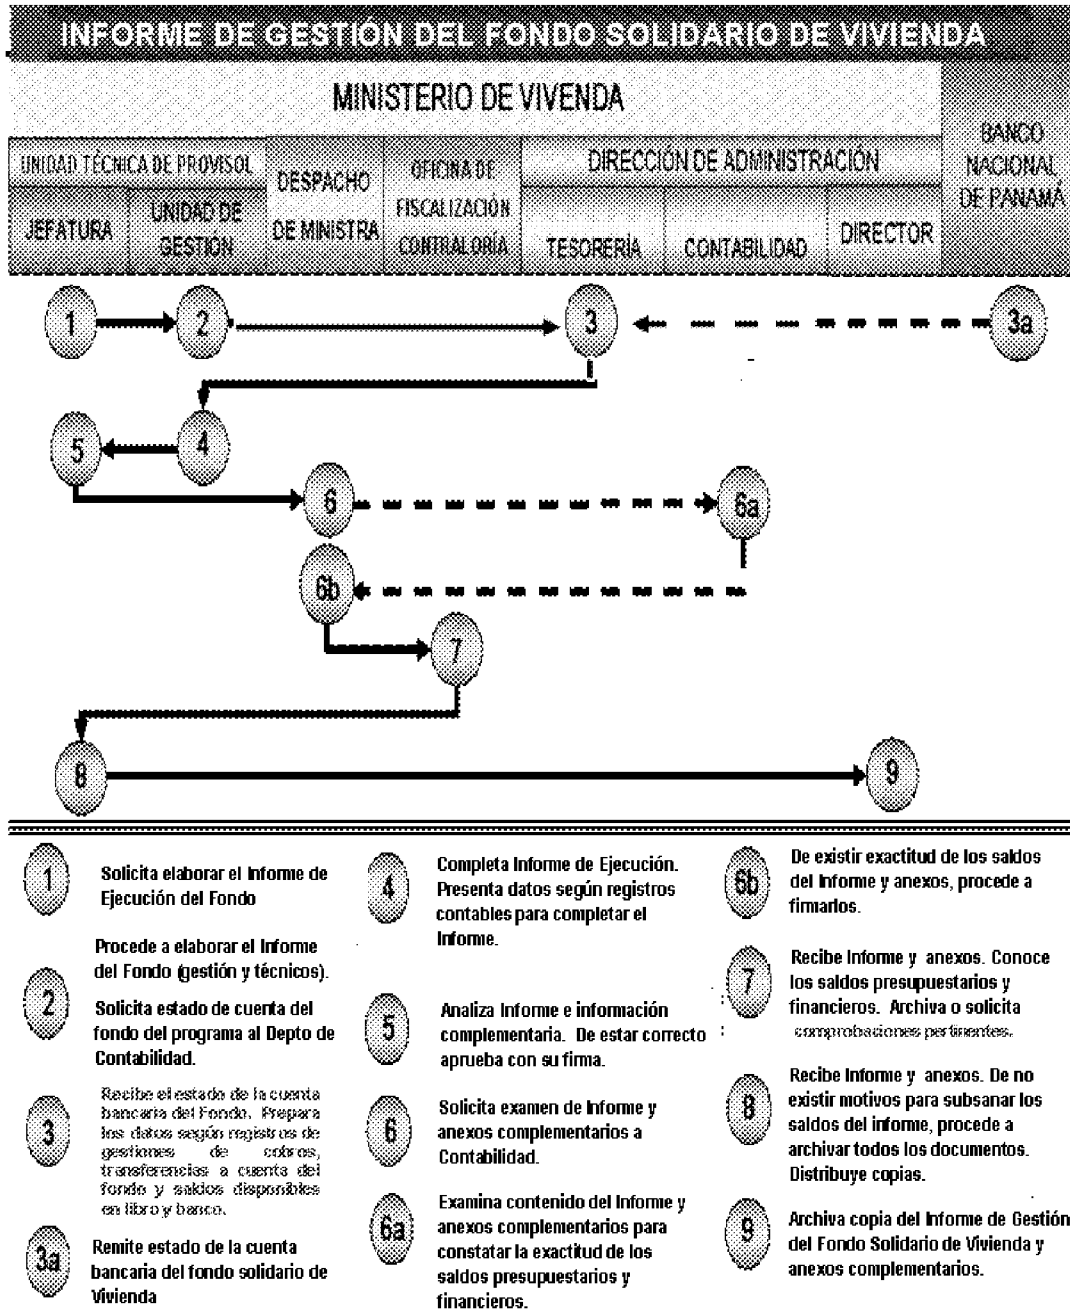 INFORME DE GESTIÓN DEL FONDO SOLIDARIO DE VIVIENDA
MINISTERIO DE VIVENDA
BANCO
NACIONAL
DE PANAMÁ
UNIDAD TÉCNICA DE PROVISOL
DESPACHO
DE MINISTRA
OFICINA DE
FISCALIZACIÓN
CONTRALORÍA
DIRECCIÓN DE ADMINISTRACIÓN
JEFATURA
UNIDAD DE
GESTIÓN
TESORERÍA
CONTABILIDAD
DIRECTOR
1
2
3
3a
4
5
6
6a
6b
7
8
9
1
Solicita elaborar el Informe de
Ejecución del Fondo
2
Procede a elaborar el Informe
del Fondo (gestión y técnicos).
Solicita estado de cuenta del
fondo del programa al Depto de
Contabilidad.
3
Recibe el estado de la cuenta
bancaria del Fondo. Prepara
los datos según registros de
gestiones de cobros,
transferencias a cuenta del
fondo y saldos disponibles
en libro y banco.
3a
Remite estado de la cuenta
bancaria del fondo solidario de
Vivienda
4
Completa Informe de Ejecución.
Presenta datos según registros
contables para completar el
Informe.
5
Analiza Informe e información
complementaria. De estar correcto
aprueba con su firma.
6
Solicita examen de Informe y
anexos complementarios a
Contabilidad.
6a
Examina contenido del Informe y
anexos complementarios para
constatar la exactitud de los
saldos presupuestarios y
financieros.
6b
De existir exactitud de los saldos
del Informe y anexos, procede a
firmarlos.
7
Recibe Informe y anexos. Conoce
los saldos presupuestarios y
financieros. Archiva o solicita
comprobaciones pertinentes.
8
Recibe Informe y anexos. De no
existir motivos para subsanar los
saldos del informe, procede a
archivar todos los documentos.
Distribuye copias.
9
Archiva copia del Informe de Gestión
del Fondo Solidario de Vivienda y
anexos complementarios.